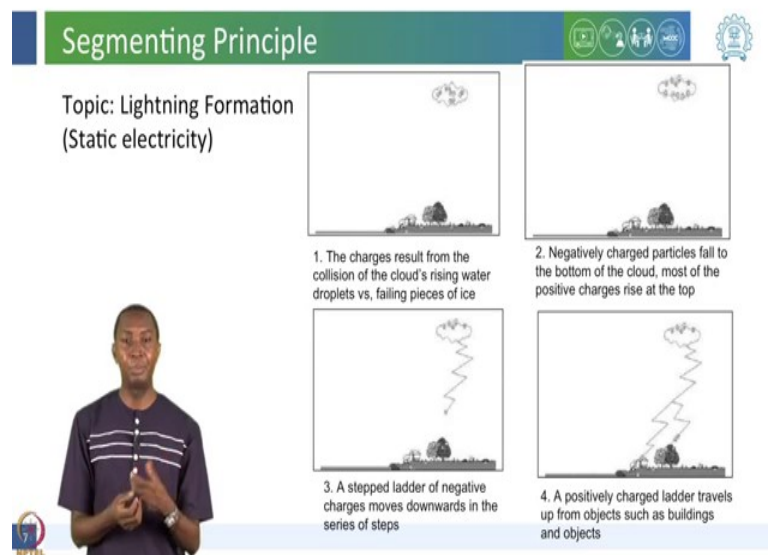 Segmenting Principle
Topic: Lightning Formation
(Static electricity)
1. The charges result from the
collision of the cloud's rising water
droplets vs, failing pieces of ice
2. Negatively charged particles fall to
the bottom of the cloud, most of the
positive charges rise at the top
3. A stepped ladder of negative
charges moves downwards in the
series of steps
4. A positively charged ladder travels
up from objects such as buildings
and objects
NPTEL